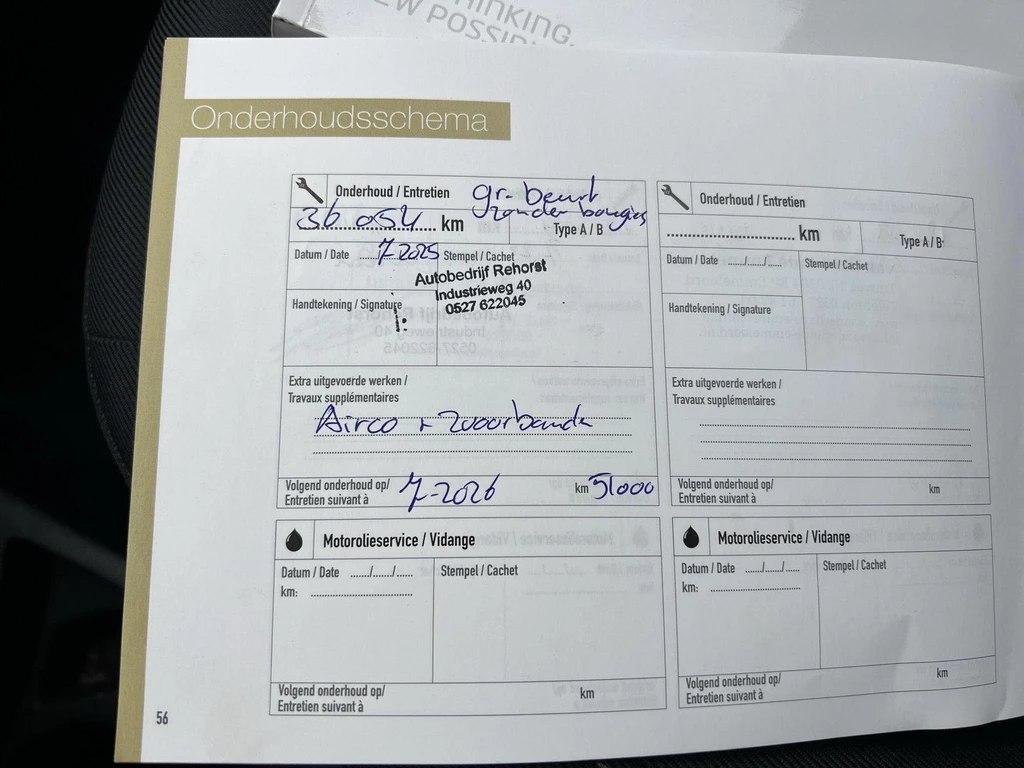 THINKING.
EW POSSIB
Onderhoudsschema
Onderhoud / Entretien gr. beurt
zonder bougies
36 054 km Type A / B
Datum / Date 7 2025 Stempel / Cachet
Autobedrijf Rehorst
Industrieweg 40
0527 622045
Handtekening / Signature
Extra uitgevoerde werken /
Travaux supplémentaires
Airco + 2voorbanden
Volgend onderhoud op/ 7-2026 km 51000
Entretien suivant à
Motorolieservice / Vidange
Datum / Date ....../....../...... Stempel / Cachet
km:
Volgend onderhoud op/ km
Entretien suivant à
Onderhoud / Entretien
km Type A / B
Datum / Date ....../....../...... Stempel / Cachet
Handtekening / Signature
Extra uitgevoerde werken /
Travaux supplémentaires
Volgend onderhoud op/ km
Entretien suivant à
Motorolieservice / Vidange
Datum / Date ....../....../...... Stempel / Cachet
km:
Volgend onderhoud op/ km
Entretien suivant à
56